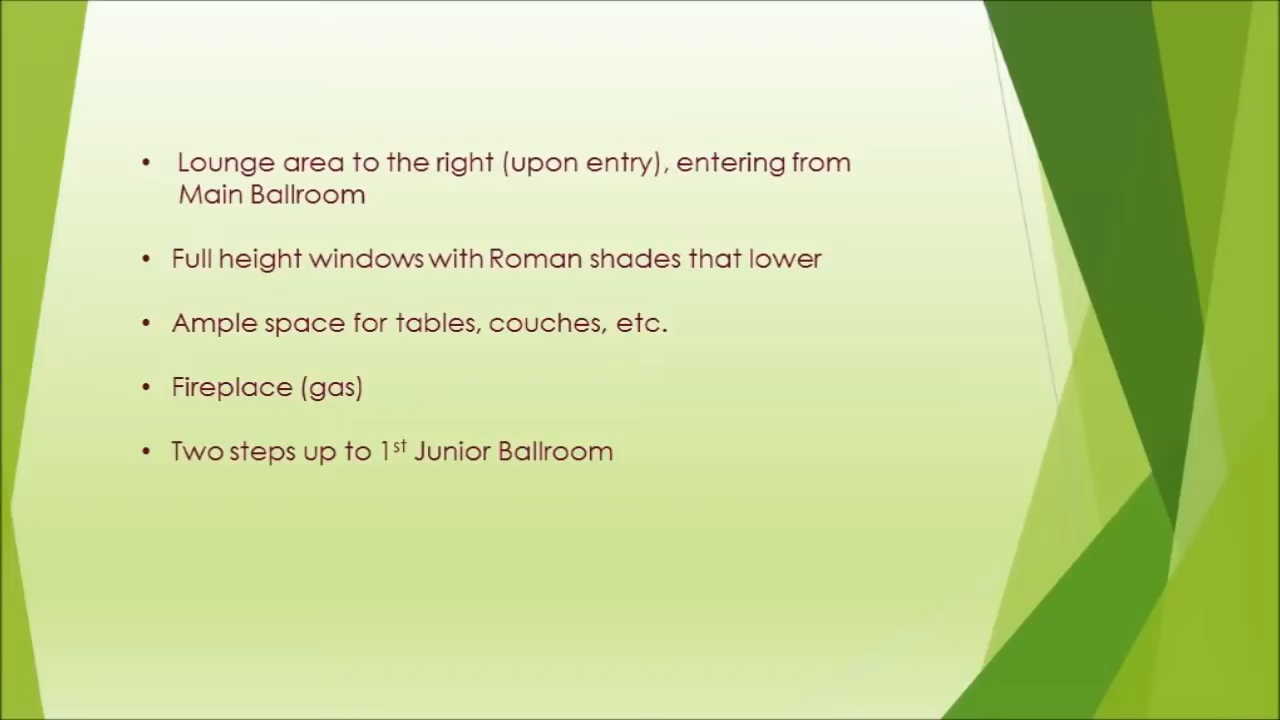 • Lounge area to the right (upon entry), entering from
Main Ballroom
• Full height windows with Roman shades that lower
• Ample space for tables, couches, etc.
• Fireplace (gas)
• Two steps up to 1st Junior Ballroom